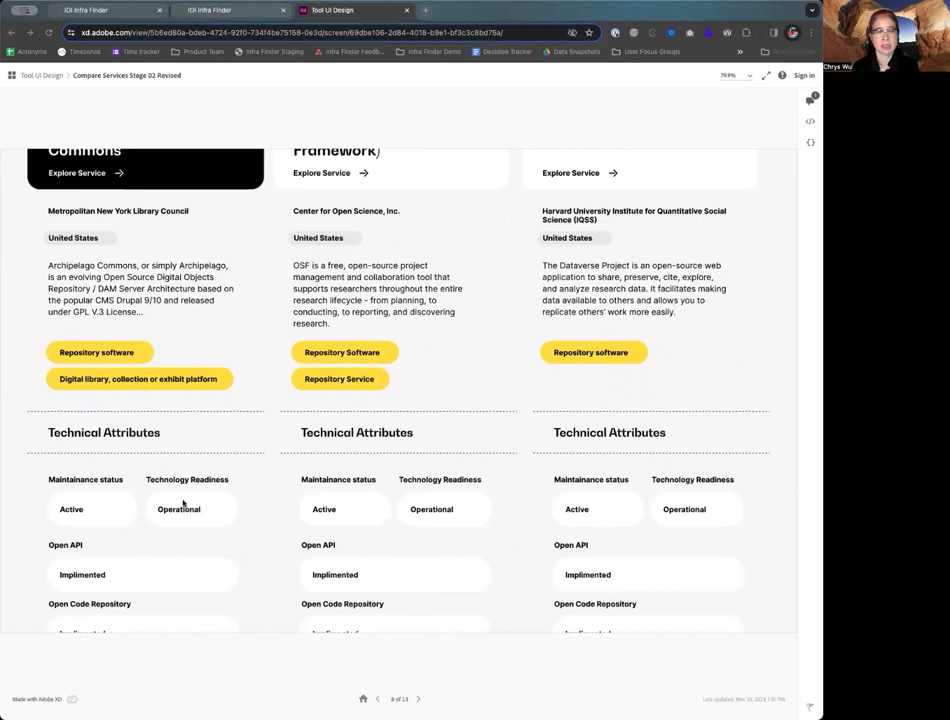 IOI Infra Finder
IOI Infra Finder
Tool UI Design
xd.adobe.com/view/5b6ed80a-bdeb-4724-92f0-734f4be75158-0e3d/screen/69dbe106-2d84-4018-b9e1-bf3c3c8bd75a/
Acronyms Timezones Time tracker Product Team Infra Finder Staging Infra Finder Feedb... Infra Finder Demo Decision Tracker Data Snapshots User Focus Groups
Chrys Wu
Tool UI Design Compare Services Stage 02 Revised
79.9% Sign in
Commons
Explore Service →
Framework)
Explore Service →
Explore Service →
Metropolitan New York Library Council
United States
Archipelago Commons, or simply Archipelago,
is an evolving Open Source Digital Objects
Repository / DAM Server Architecture based on
the popular CMS Drupal 9/10 and released
under GPL V.3 License...
Repository software
Digital library, collection or exhibit platform
Center for Open Science, Inc.
United States
OSF is a free, open-source project
management and collaboration tool that
supports researchers throughout the entire
research lifecycle - from planning, to
conducting, to reporting, and discovering
research.
Repository Software
Repository Service
Harvard University Institute for Quantitative Social
Science (IQSS)
United States
The Dataverse Project is an open-source web
application to share, preserve, cite, explore,
and analyze research data. It facilitates making
data available to others and allows you to
replicate others' work more easily.
Repository software
Technical Attributes
Maintainance status Technology Readiness
Active Operational
Open API
Implimented
Open Code Repository
Implimented
Technical Attributes
Maintainance status Technology Readiness
Active Operational
Open API
Implimented
Open Code Repository
Implimented
Technical Attributes
Maintainance status Technology Readiness
Active Operational
Open API
Implimented
Open Code Repository
Implimented
Made with Adobe XD
8 of 13